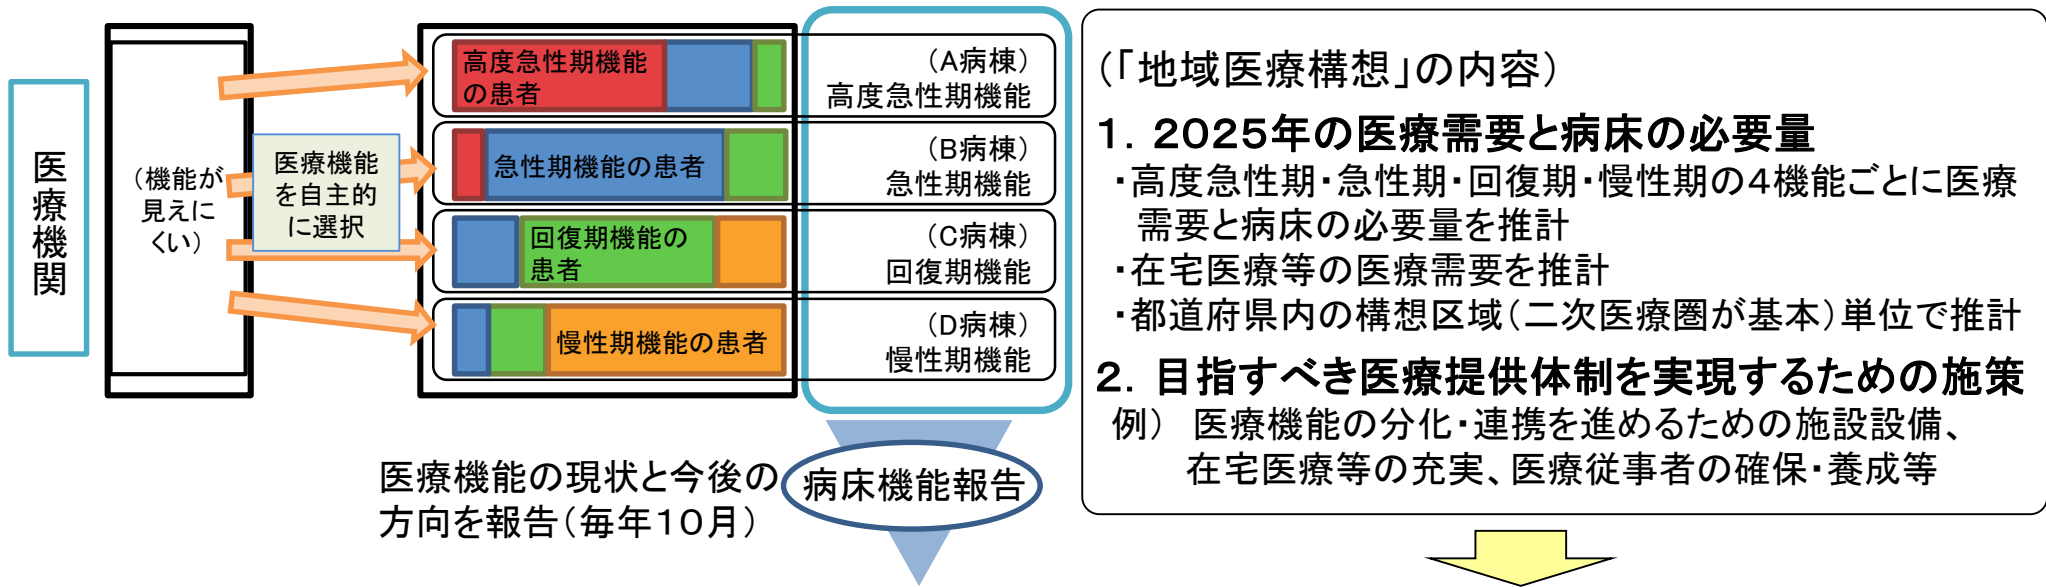 医療機関
(機能が
見えに
くい)
医療機能
を自主的
に選択
高度急性期機能
の患者
(A病棟)
高度急性期機能
急性期機能の患者
(B病棟)
急性期機能
回復期機能の
患者
(C病棟)
回復期機能
慢性期機能の患者
(D病棟)
慢性期機能
医療機能の現状と今後の
方向を報告(毎年10月)
病床機能報告
(「地域医療構想」の内容)
1．2025年の医療需要と病床の必要量
・高度急性期・急性期・回復期・慢性期の4機能ごとに医療
需要と病床の必要量を推計
・在宅医療等の医療需要を推計
・都道府県内の構想区域(二次医療圏が基本)単位で推計
2．目指すべき医療提供体制を実現するための施策
例) 医療機能の分化・連携を進めるための施設設備、
在宅医療等の充実、医療従事者の確保・養成等